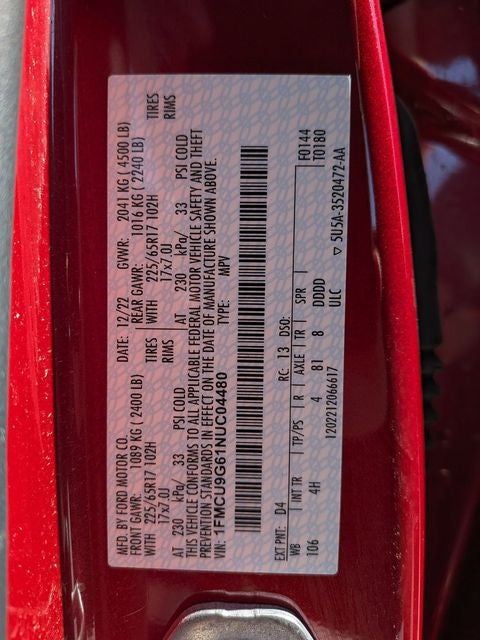 MFD. BY FORD MOTOR CO. DATE: 12/22 GVWR: 2041 KG ( 4500 LB)
FRONT GAWR: 1089 KG (2400 LB) REAR GAWR: 1016 KG ( 2240 LB)
WITH 225/65R17 102H TIRES WITH 225/65R17 102H TIRES
17x7.0J RIMS 17x7.0J RIMS
AT 230 kPa/ 33 PSI COLD AT 230 kPa/ 33 PSI COLD
THIS VEHICLE CONFORMS TO ALL APPLICABLE FEDERAL MOTOR VEHICLE SAFETY AND THEFT
PREVENTION STANDARDS IN EFFECT ON THE DATE OF MANUFACTURE SHOWN ABOVE.
VIN: 1FMCU9G61NUC04480 TYPE: MPV
EXT PNT: D4 RC: 13 DSO: F0144
WB INT TR TP/PS R AXLE TR SPR T0180
106 4H 4 81 8 DDDD
1202212066617 ULC ▽ 5U5A-3520472-AA